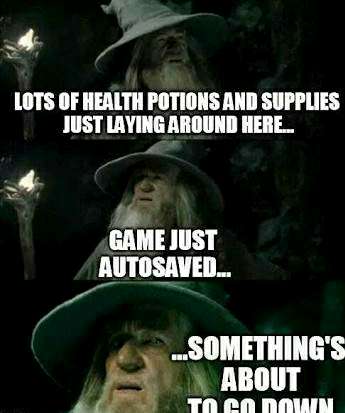 LOTS OF HEALTH POTIONS AND SUPPLIES
JUST LAYING AROUND HERE...
GAME JUST
AUTOSAVED...
...SOMETHING'S
ABOUT
TO GO DOWN